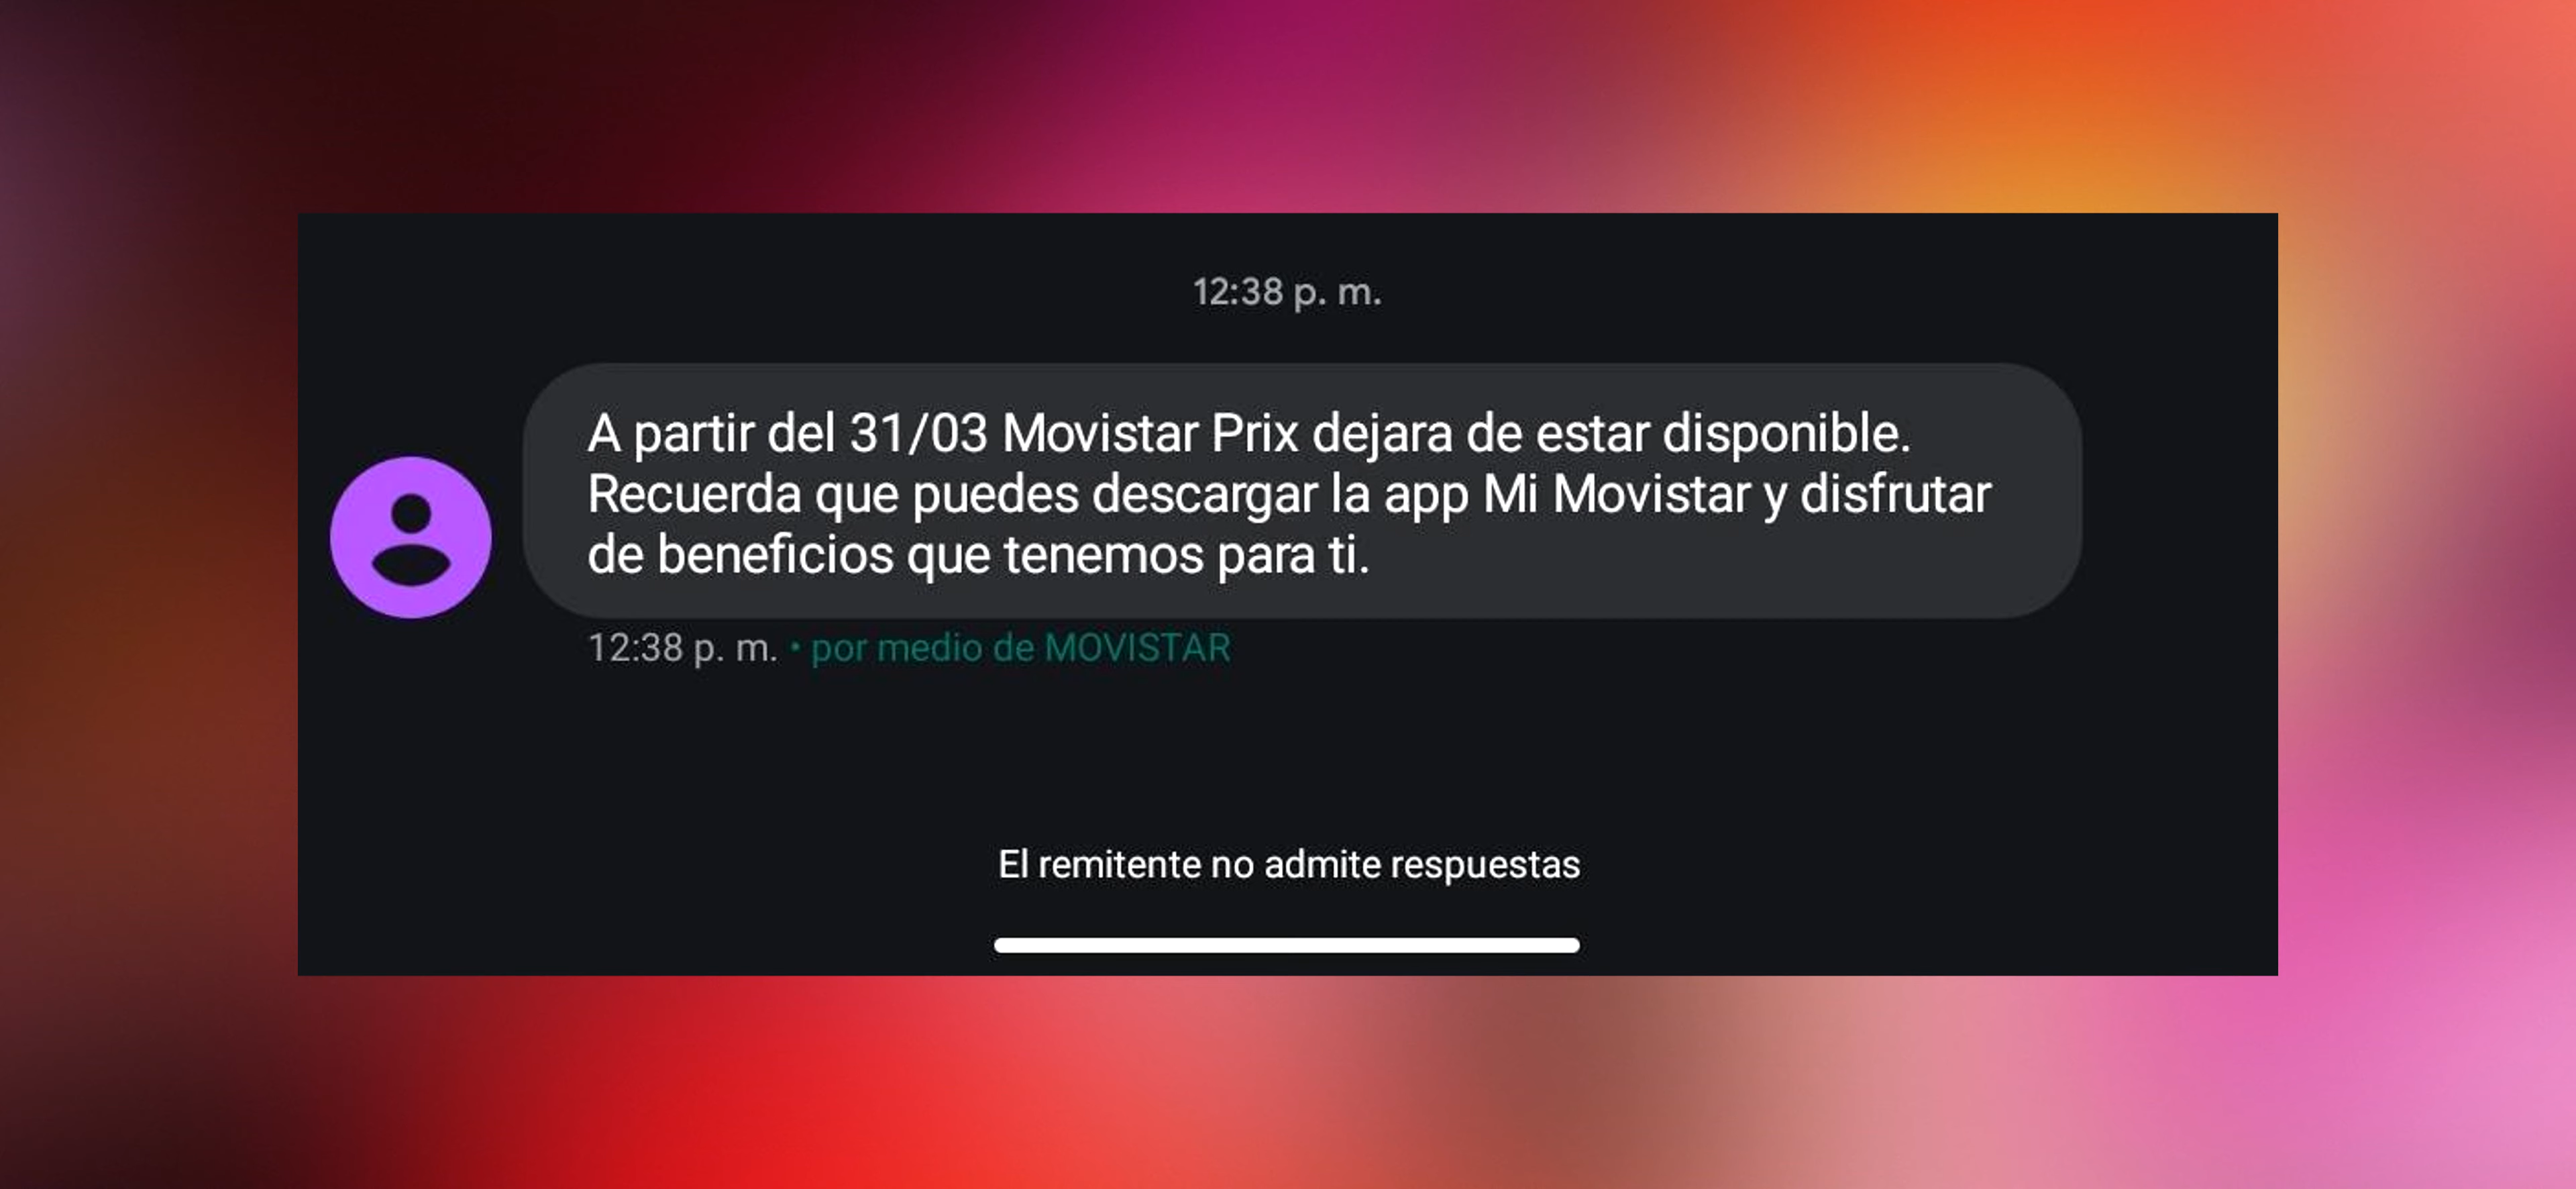 12:38 p. m.
A partir del 31/03 Movistar Prix dejara de estar disponible.
Recuerda que puedes descargar la app Mi Movistar y disfrutar
de beneficios que tenemos para ti.
12:38 p. m. • por medio de MOVISTAR
El remitente no admite respuestas